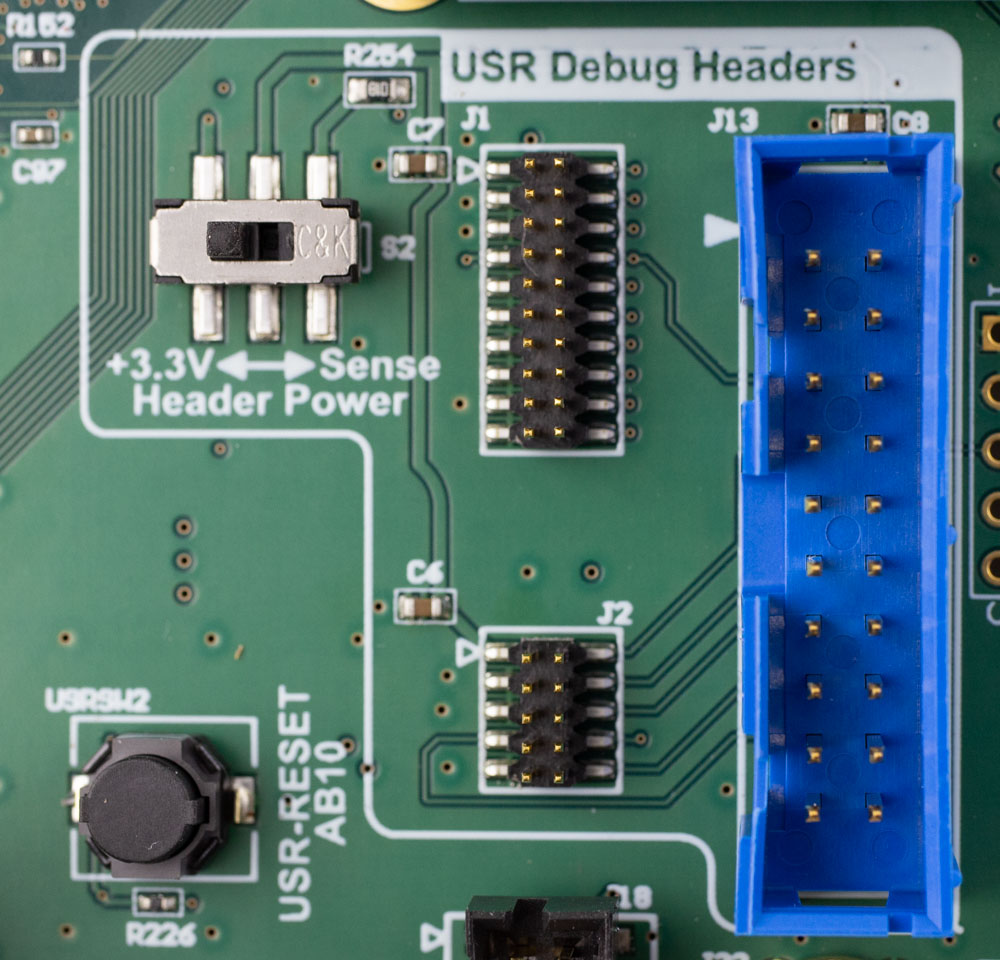 R152
R254
USR Debug Headers
C7
J1
J13
C8
C97
C&K
S2
+3.3V
Sense
Header Power
C6
J2
USRSW2
USR-RESET
AB10
R226